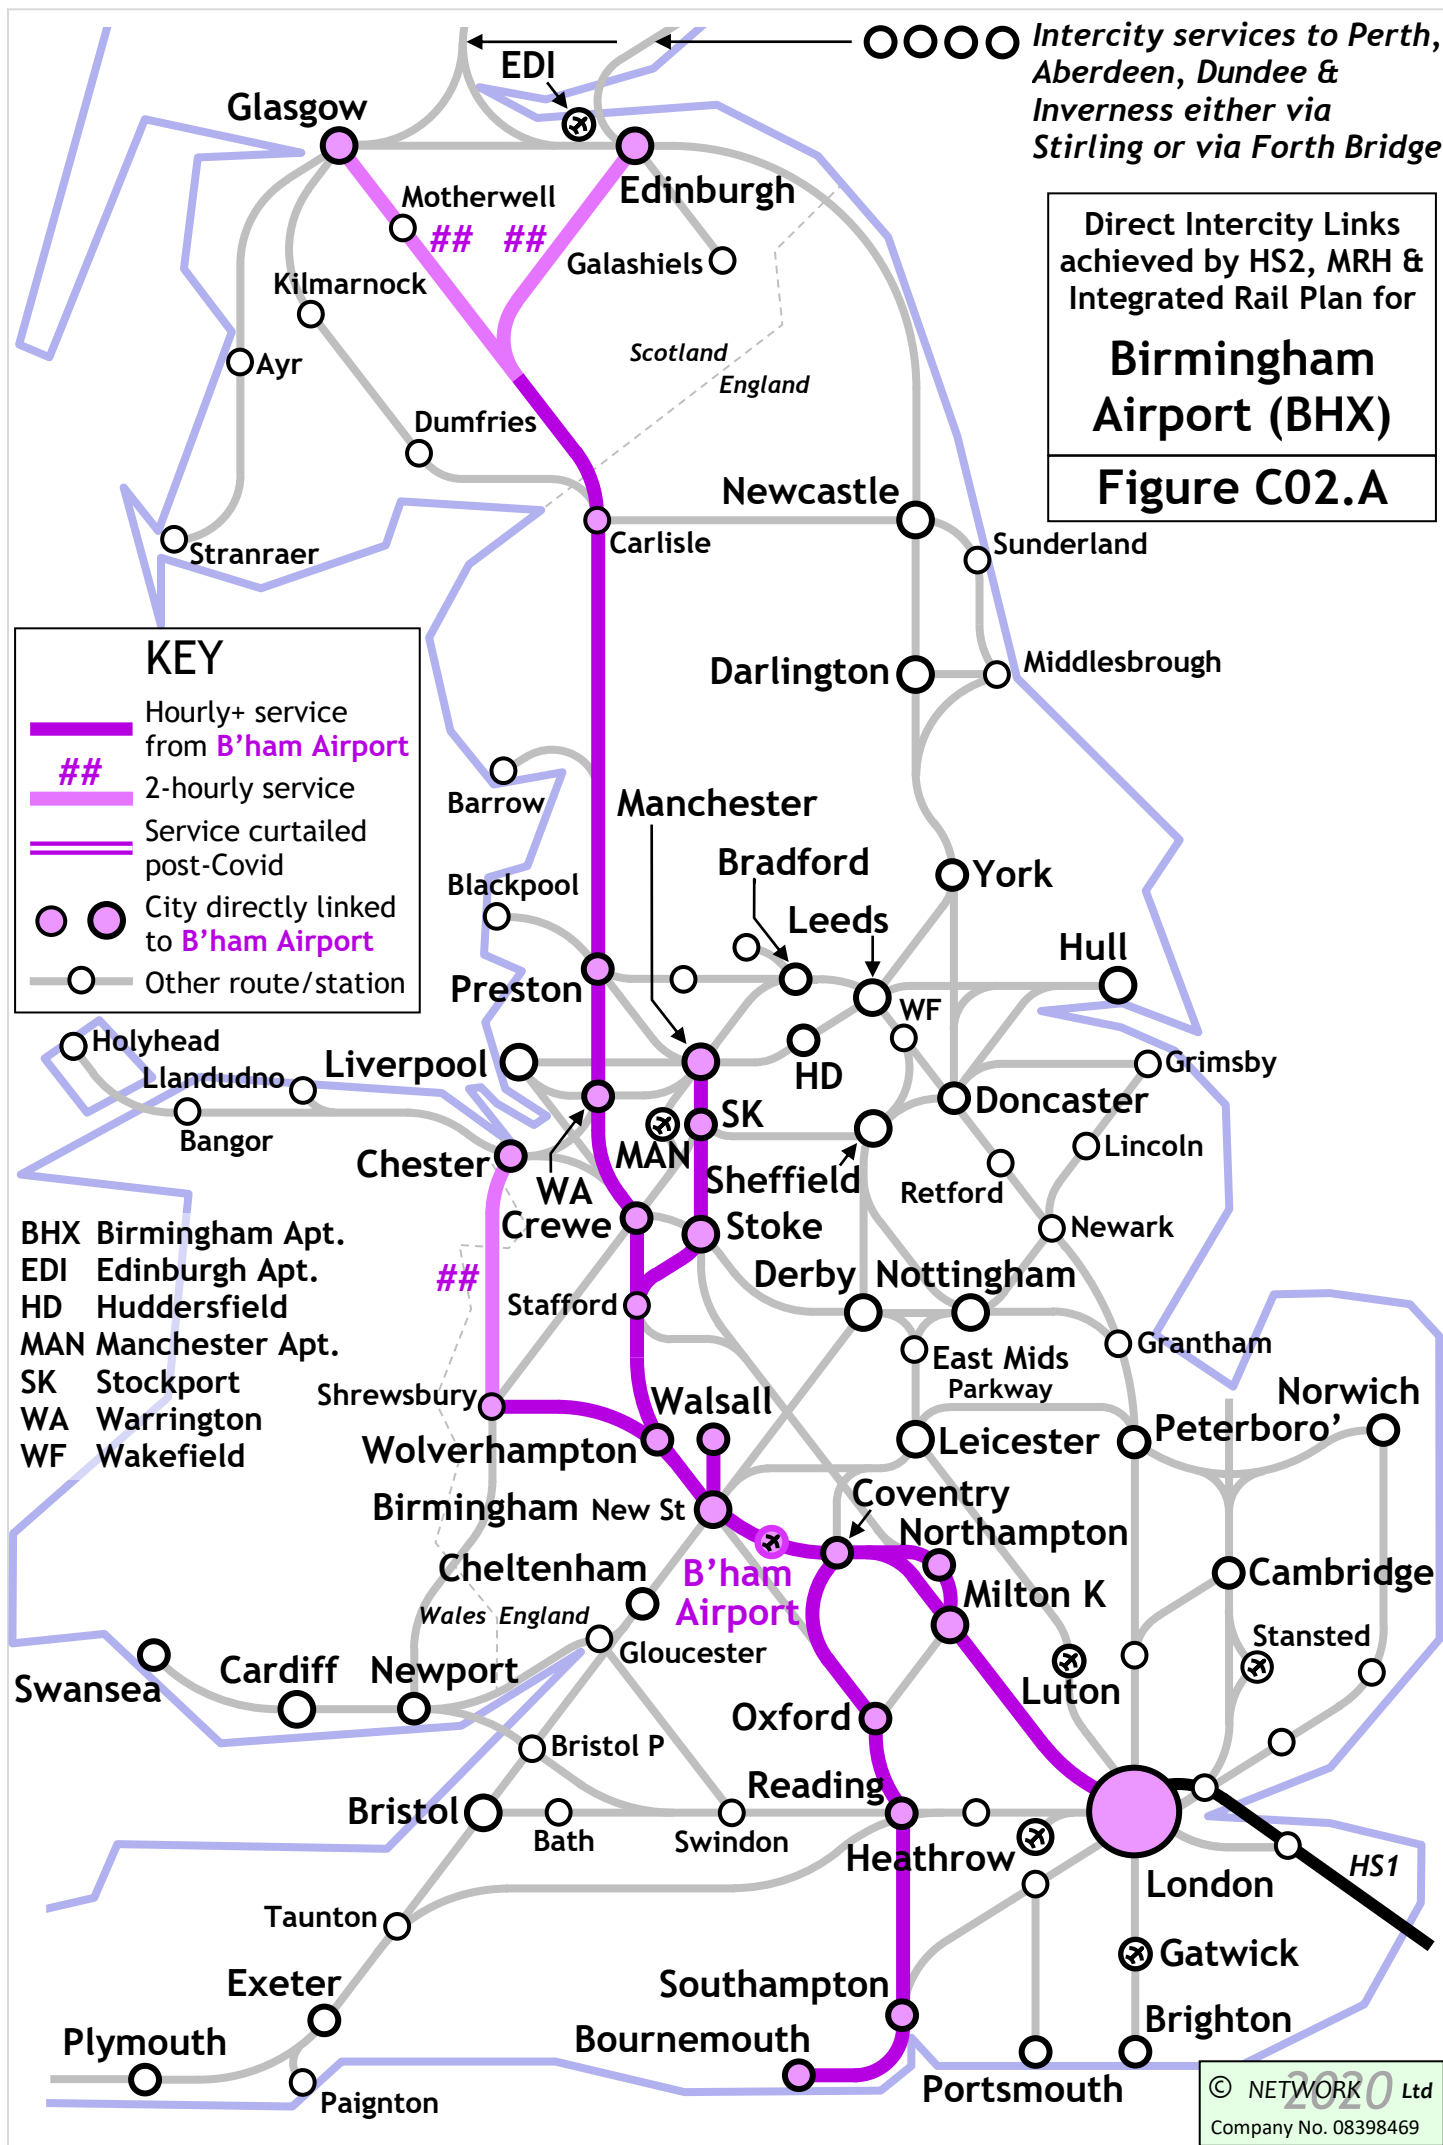 Intercity services to Perth,
Aberdeen, Dundee &
Inverness either via
Stirling or via Forth Bridge
EDI
Glasgow
Edinburgh
Motherwell
## ##
Galashiels
Kilmarnock
Ayr
Scotland
England
Dumfries
Direct Intercity Links
achieved by HS2, MRH &
Integrated Rail Plan for
Birmingham
Airport (BHX)
Figure C02.A
Newcastle
Carlisle
Sunderland
Stranraer
Darlington
Middlesbrough
KEY
Hourly+ service
from B'ham Airport
##
2-hourly service
Service curtailed
post-Covid
City directly linked
to B'ham Airport
Other route/station
Barrow
Manchester
Bradford
York
Blackpool
Leeds
Hull
Preston
WF
Holyhead
Llandudno
Liverpool
HD
Grimsby
Bangor
SK
Doncaster
MAN
Lincoln
Chester
Sheffield
Retford
WA
Crewe
Stoke
Newark
BHX Birmingham Apt.
EDI Edinburgh Apt.
HD Huddersfield
MAN Manchester Apt.
SK Stockport
WA Warrington
WF Wakefield
##
Derby
Nottingham
Stafford
Grantham
East Mids
Parkway
Shrewsbury
Walsall
Norwich
Peterboro'
Wolverhampton
Leicester
Birmingham New St
Coventry
Northampton
Cheltenham
B'ham
Airport
Cambridge
Milton K
Wales England
Gloucester
Stansted
Swansea
Cardiff
Newport
Luton
Oxford
Bristol P
Reading
Bristol
Bath
Swindon
Heathrow
HS1
London
Taunton
Gatwick
Exeter
Southampton
Brighton
Plymouth
Bournemouth
Portsmouth
Paignton
© NETWORK 2020 Ltd
Company No. 08398469